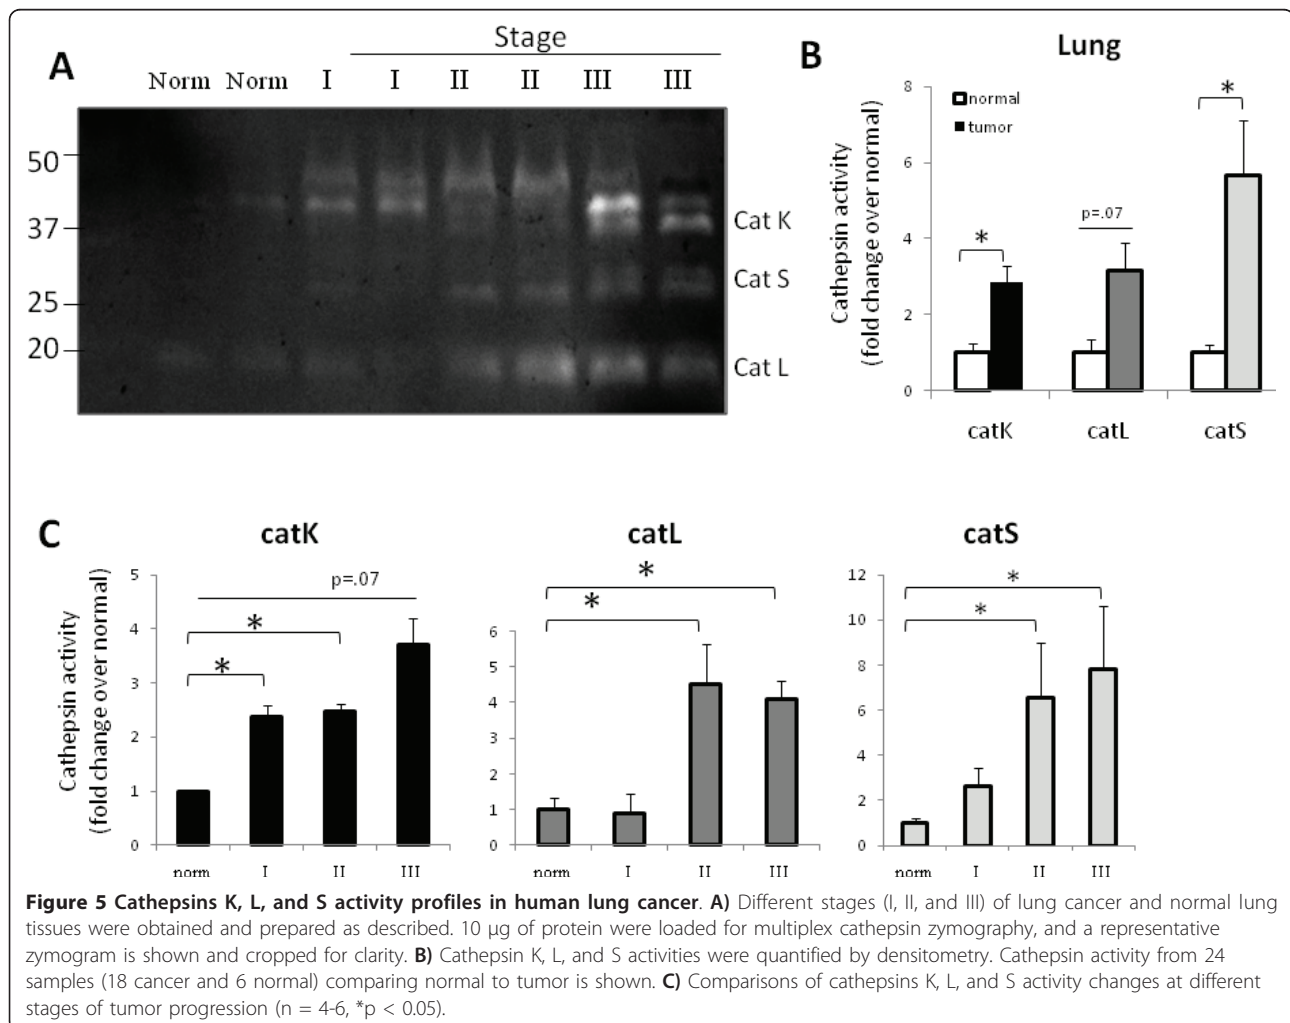 A
Stage
Norm Norm I I II II III III
50
37
25
20
Cat K
Cat S
Cat L
B
Lung
Cathepsin activity
(fold change over normal)
8
6
4
2
0
normal
tumor
*
p=.07
*
catK catL catS
C
catK
Cathepsin activity
(fold change over normal)
5
4
3
2
1
0
p=.07
*
*
norm I II III
catL
6
5
4
3
2
1
0
*
*
norm I II III
catS
12
10
8
6
4
2
0
*
*
norm I II III
Figure 5 Cathepsins K, L, and S activity profiles in human lung cancer. A) Different stages (I, II, and III) of lung cancer and normal lung
tissues were obtained and prepared as described. 10 μg of protein were loaded for multiplex cathepsin zymography, and a representative
zymogram is shown and cropped for clarity. B) Cathepsin K, L, and S activities were quantified by densitometry. Cathepsin activity from 24
samples (18 cancer and 6 normal) comparing normal to tumor is shown. C) Comparisons of cathepsins K, L, and S activity changes at different
stages of tumor progression (n = 4-6, *p < 0.05).